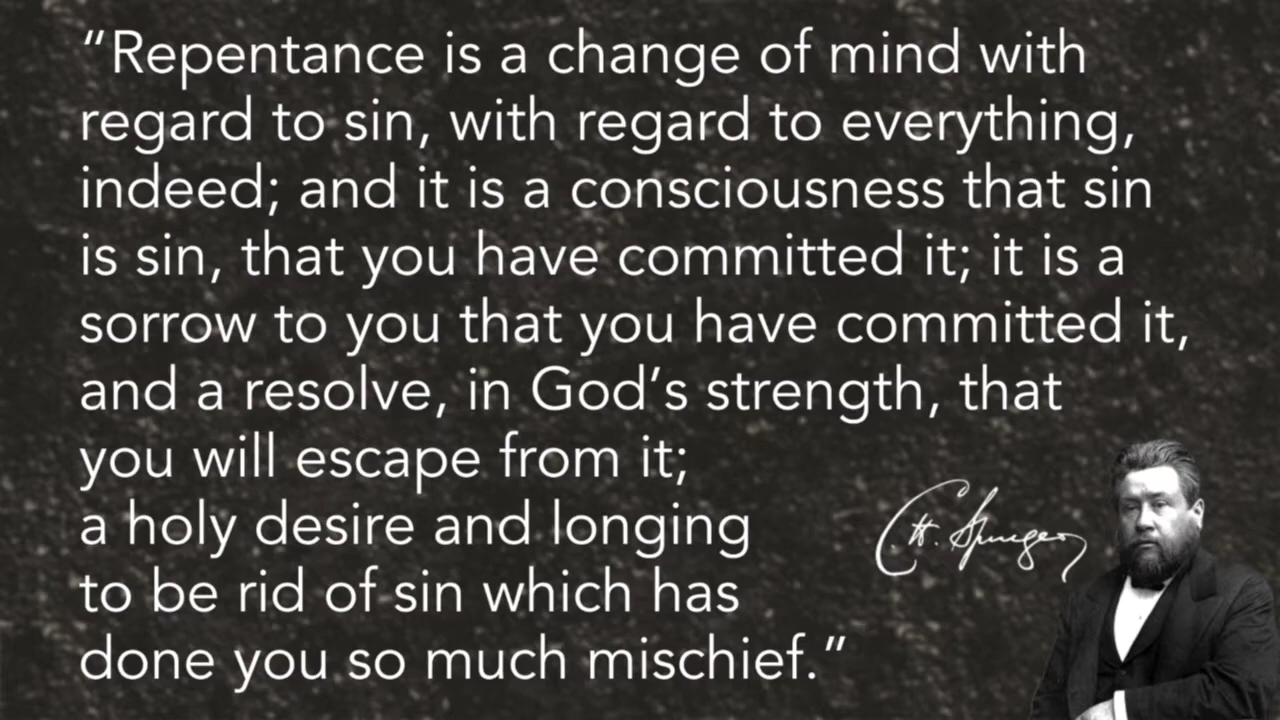 “Repentance is a change of mind with
regard to sin, with regard to everything,
indeed; and it is a consciousness that sin
is sin, that you have committed it; it is a
sorrow to you that you have committed it,
and a resolve, in God’s strength, that
you will escape from it;
a holy desire and longing
to be rid of sin which has
done you so much mischief.”
C. H. Spurgeon